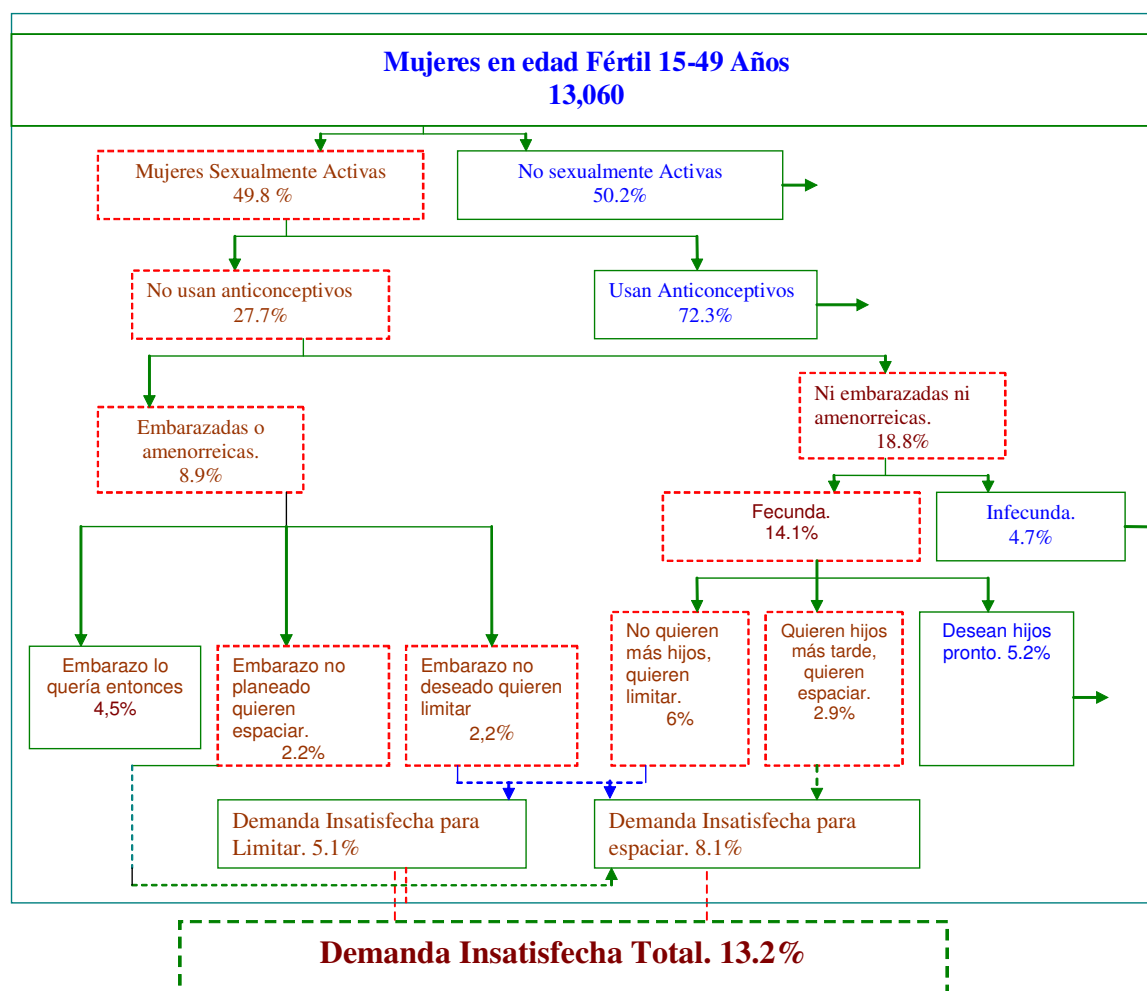 Mujeres en edad Fértil 15-49 Años
13,060
Mujeres Sexualmente Activas
49.8 %
No sexualmente Activas
50.2%
No usan anticonceptivos
27.7%
Usan Anticonceptivos
72.3%
Embarazadas o
amenorreicas.
8.9%
Ni embarazadas ni
amenorreicas.
18.8%
Fecunda.
14.1%
Infecunda.
4.7%
Embarazo lo
quería entonces
4,5%
Embarazo no
planeado
quieren
espaciar.
2.2%
Embarazo no
deseado quieren
limitar
2,2%
No quieren
más hijos,
quieren
limitar.
6%
Quieren hijos
más tarde,
quieren
espaciar.
2.9%
Desean hijos
pronto. 5.2%
Demanda Insatisfecha para
Limitar. 5.1%
Demanda Insatisfecha para
espaciar. 8.1%
Demanda Insatisfecha Total. 13.2%